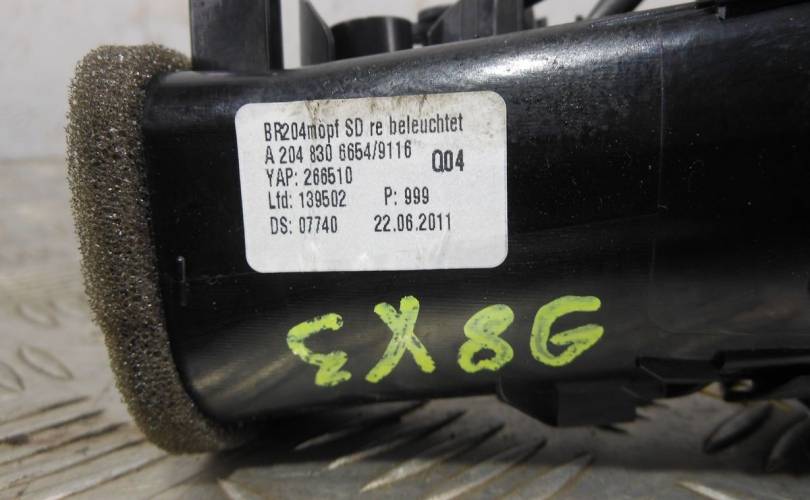 BR204mopf SD re beleuchtet
A 204 830 6654/9116 Q04
YAP: 266510
Lfd: 139502 P: 999
DS: 07740 22.06.2011
EX8G